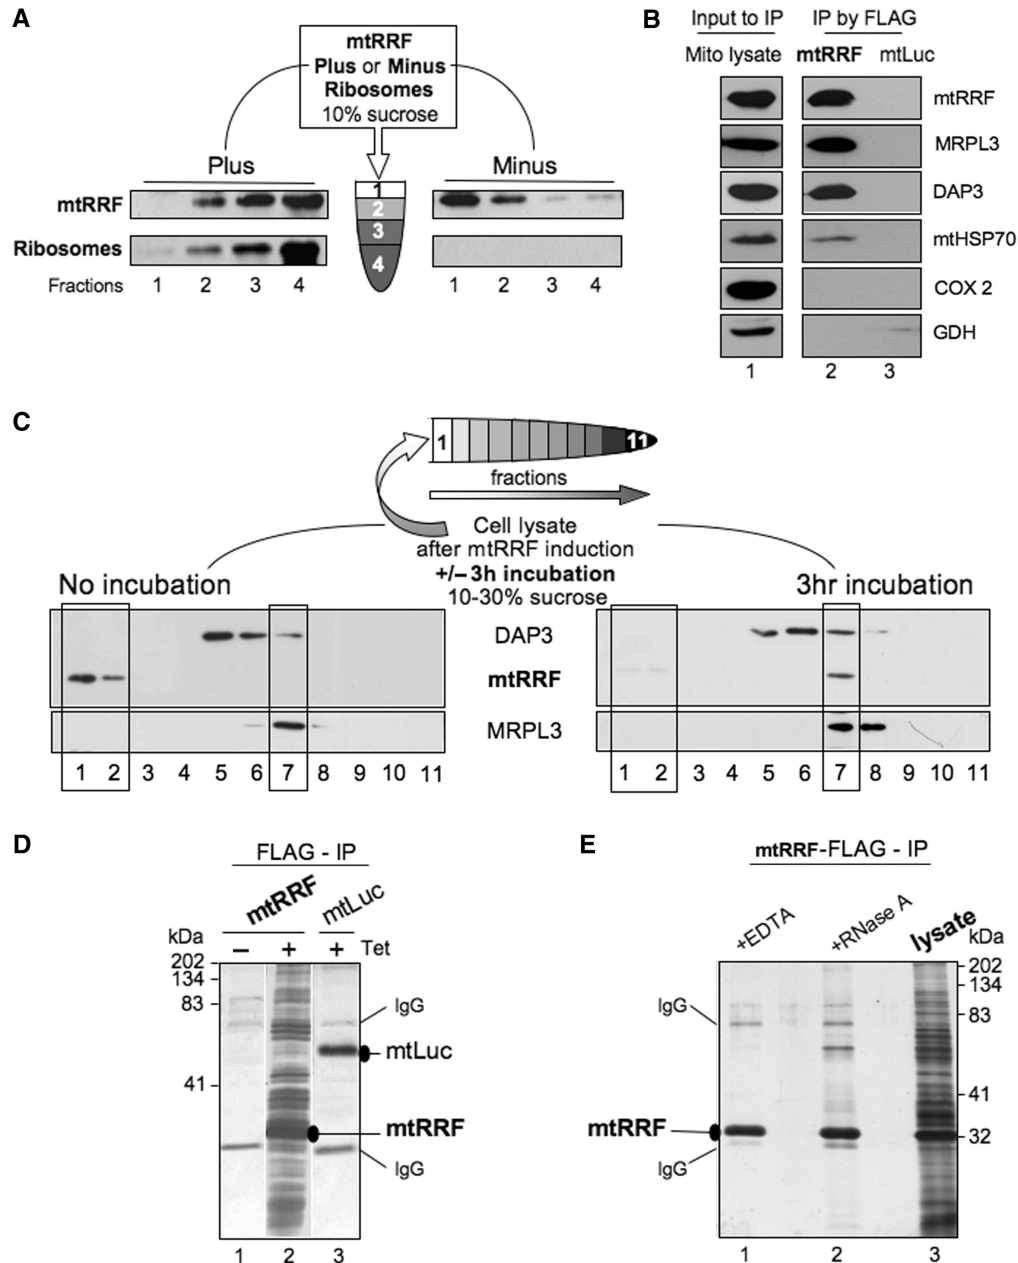 A
mtRRF
Plus or Minus
Ribosomes
10% sucrose
Plus
Minus
mtRRF
Ribosomes
1
2
3
4
Fractions 1 2 3 4
1 2 3 4
B
Input to IP IP by FLAG
Mito lysate mtRRF mtLuc
mtRRF
MRPL3
DAP3
mtHSP70
COX 2
GDH
1 2 3
C
1 11
fractions
Cell lysate
after mtRRF induction
+/– 3h incubation
10-30% sucrose
No incubation
3hr incubation
DAP3
mtRRF
MRPL3
1 2 3 4 5 6 7 8 9 10 11
1 2 3 4 5 6 7 8 9 10 11
D
FLAG - IP
mtRRF mtLuc
kDa
– + + Tet
202
134
83
41
IgG
mtLuc
mtRRF
IgG
1 2 3
E
mtRRF-FLAG - IP
+EDTA +RNase A lysate
kDa
202
134
83
41
32
IgG
mtRRF
IgG
1 2 3